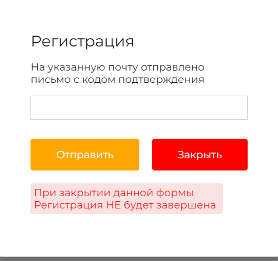 Регистрация
На указанную почту отправлено
письмо с кодом подтверждения
Отправить
Закрыть
При закрытии данной формы
Регистрация НЕ будет завершена